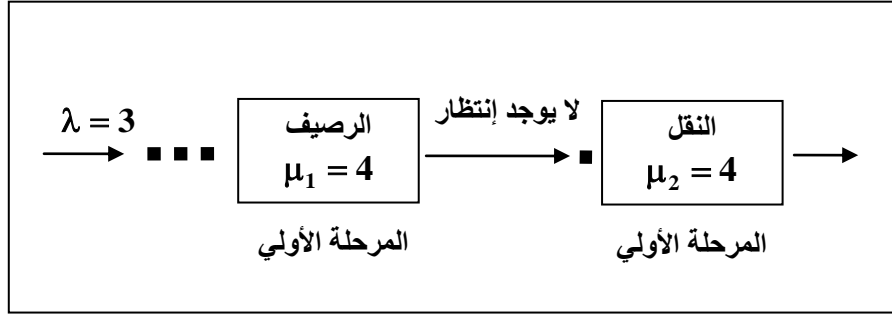 λ = 3
الرصيف
μ₁ = 4
لا يوجد إنتظار
النقل
μ₂ = 4
المرحلة الأولي
المرحلة الأولي